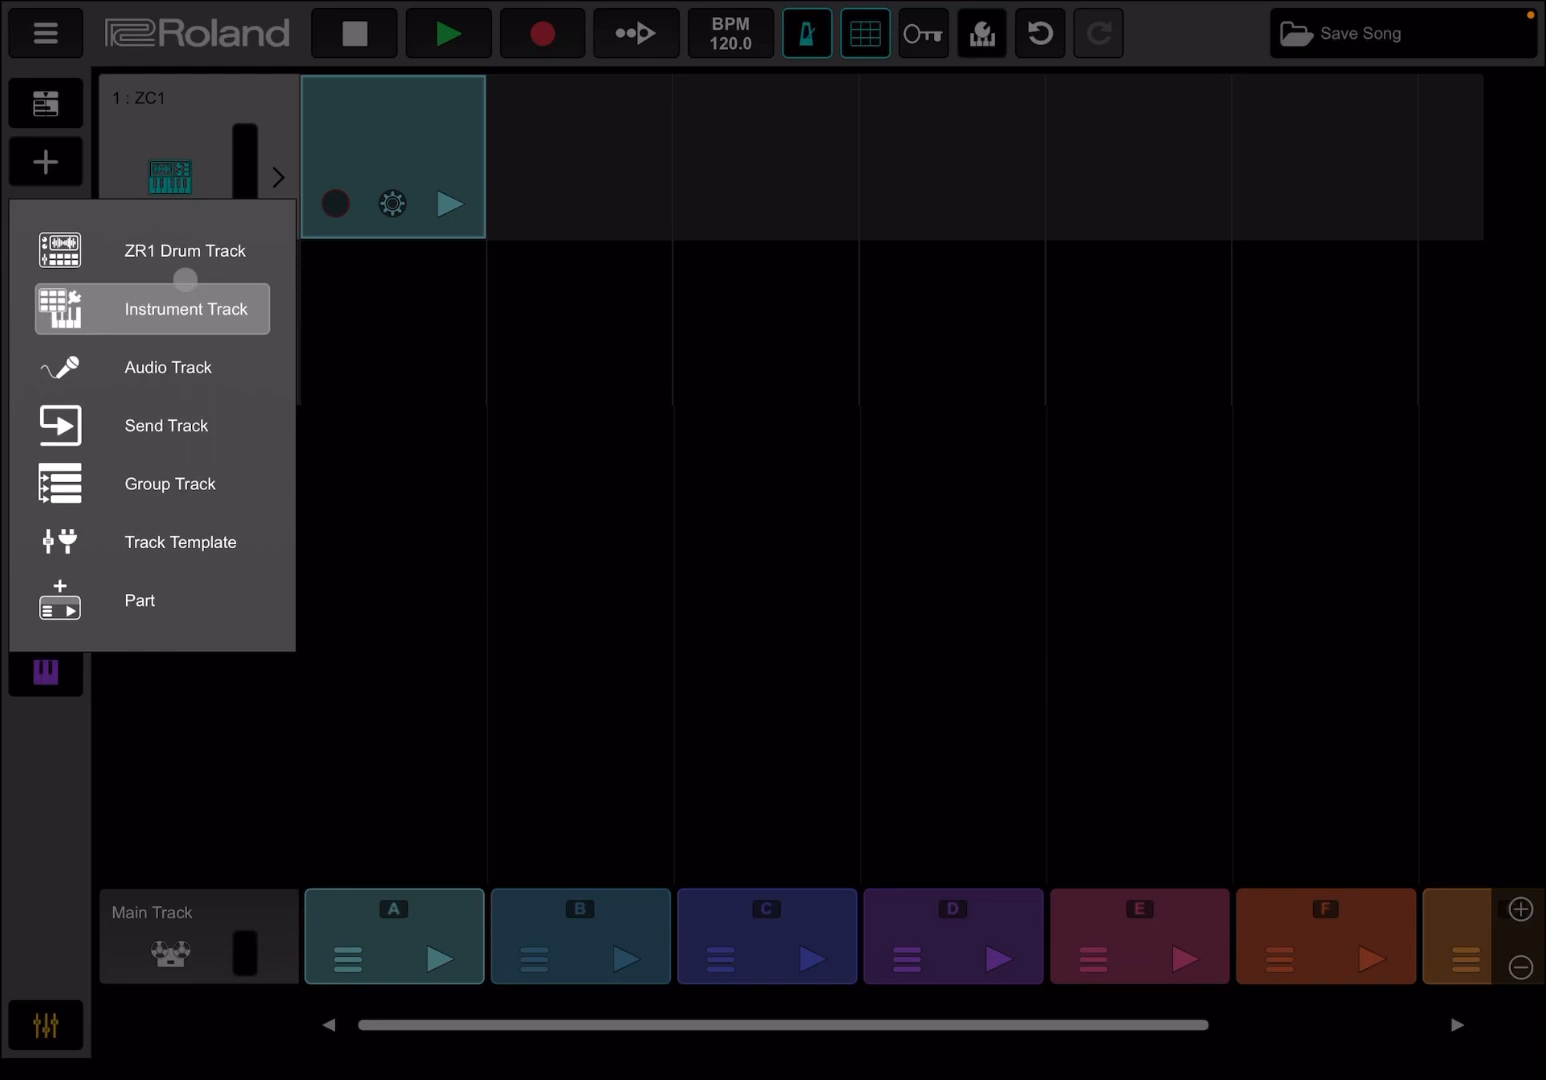 Roland
BPM
120.0
Save Song
1 : ZC1
ZR1 Drum Track
Instrument Track
Audio Track
Send Track
Group Track
Track Template
Part
Main Track
A
B
C
D
E
F